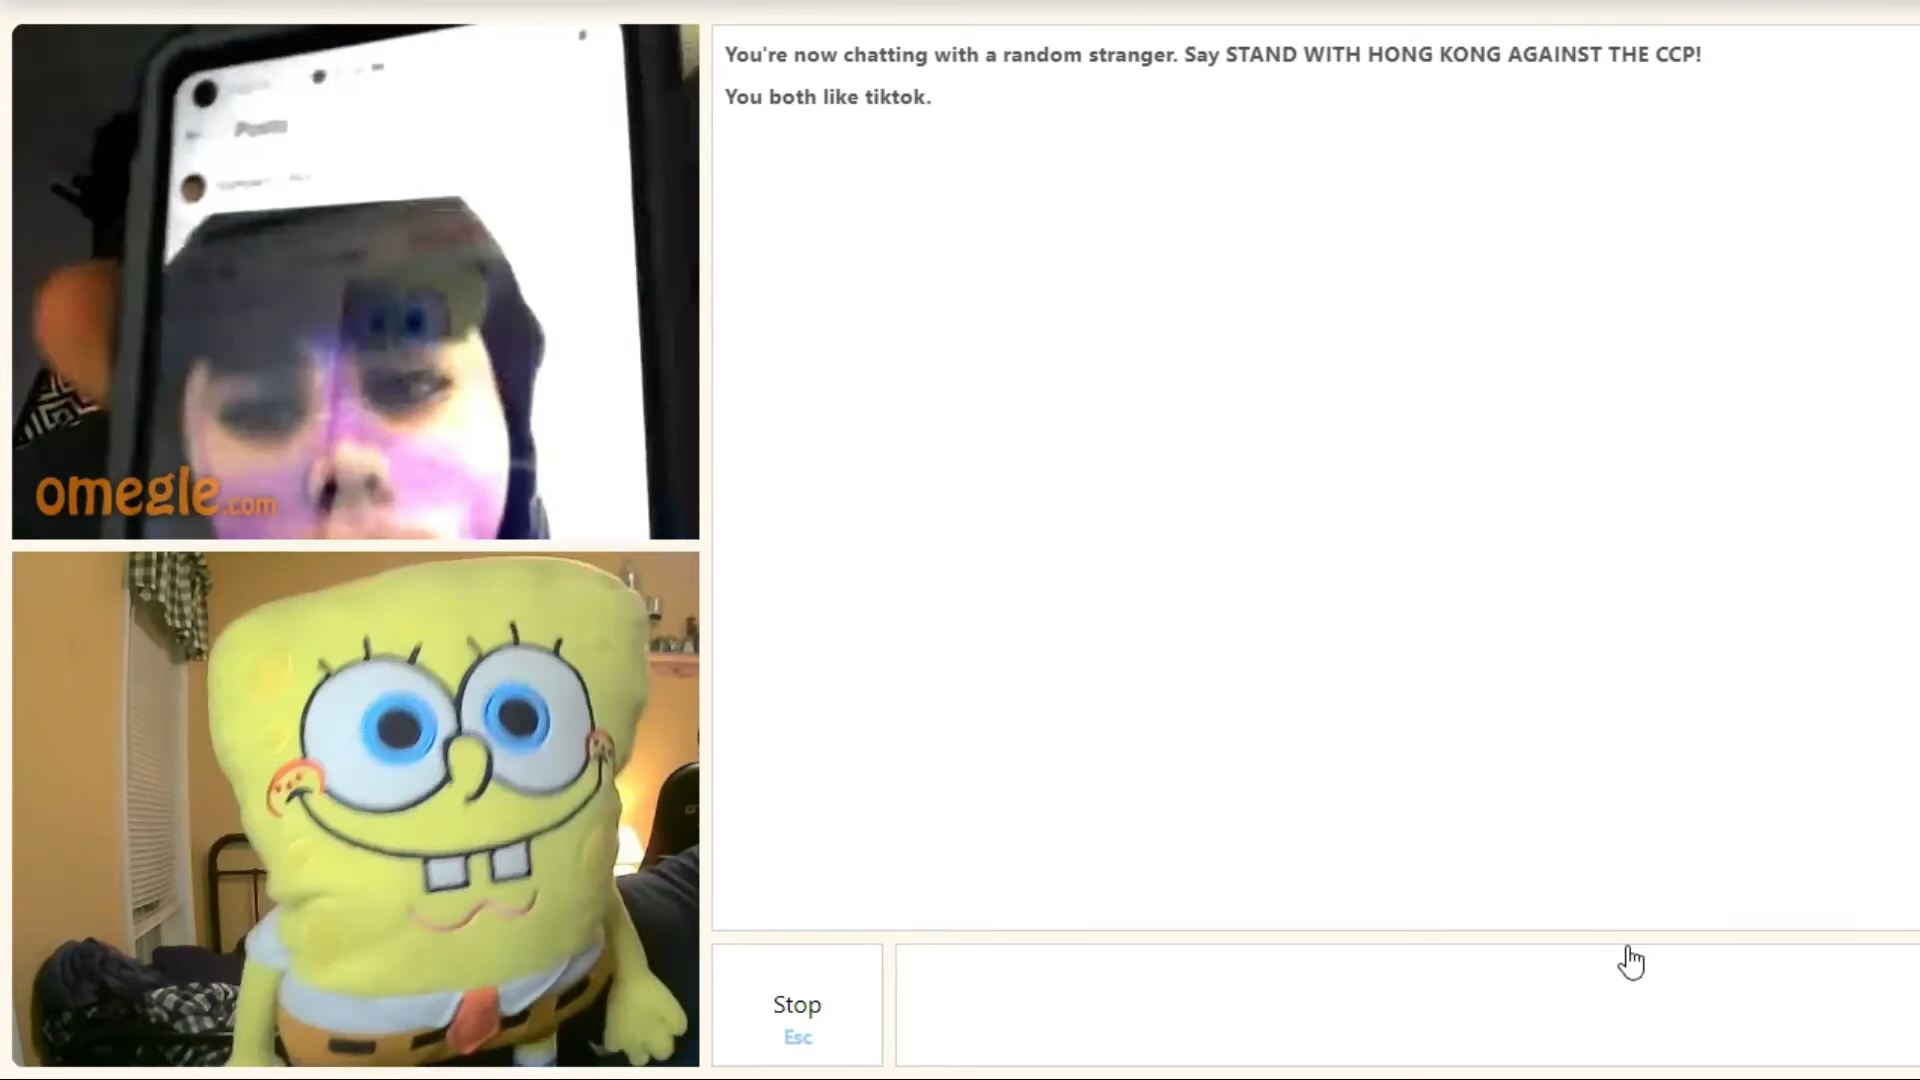 You're now chatting with a random stranger. Say STAND WITH HONG KONG AGAINST THE CCP!
You both like tiktok.
Posts
omegle.com
Stop
Esc